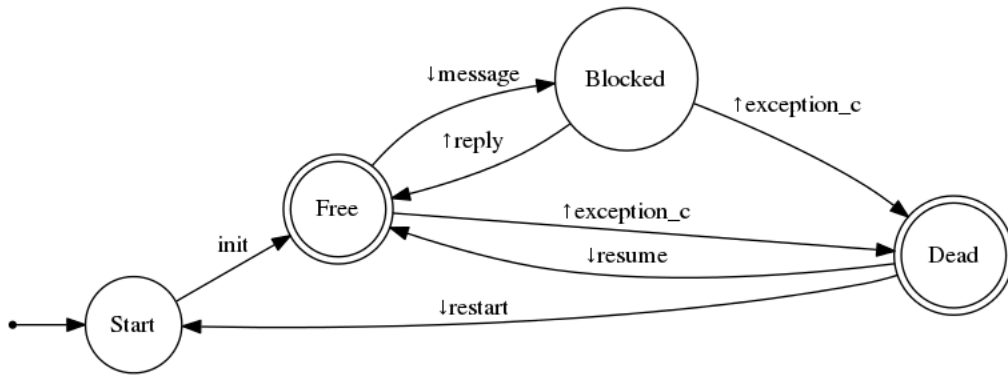 ↓message
Blocked
↑exception_c
↑reply
Free
↑exception_c
init
↓resume
Dead
↓restart
Start